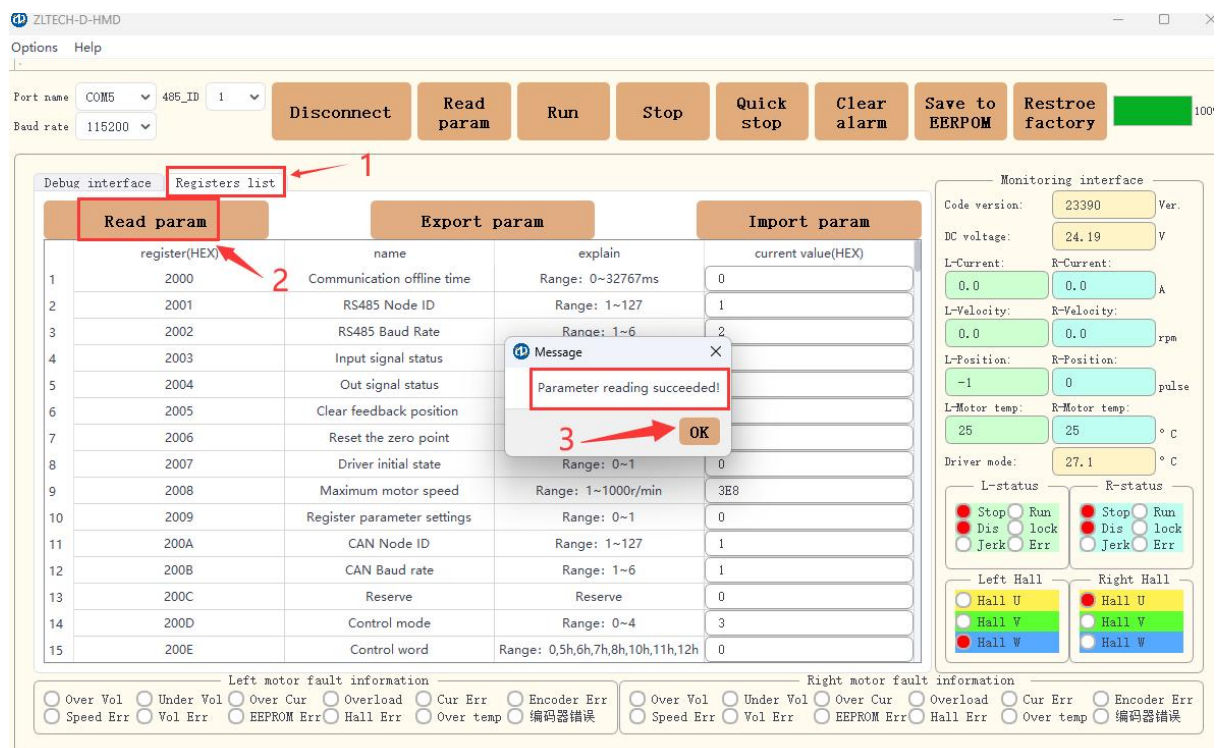 ZLTECH-D-HMD
Options Help
Port name COM5 485_ID 1
Baud rate 115200
Disconnect
Read param
Run
Stop
Quick stop
Clear alarm
Save to EERPOM
Restroe factory
100%
1
Debug interface Registers list
Read param Export param Import param
2
register(HEX) name explain current value(HEX)
1 2000 Communication offline time Range: 0~32767ms 0
2 2001 RS485 Node ID Range: 1~127 1
3 2002 RS485 Baud Rate Range: 1~6 2
4 2003 Input signal status
5 2004 Out signal status
6 2005 Clear feedback position
7 2006 Reset the zero point
8 2007 Driver initial state Range: 0~1 0
9 2008 Maximum motor speed Range: 1~1000r/min 3E8
10 2009 Register parameter settings Range: 0~1 0
11 200A CAN Node ID Range: 1~127 1
12 200B CAN Baud rate Range: 1~6 1
13 200C Reserve Reserve 0
14 200D Control mode Range: 0~4 3
15 200E Control word Range: 0,5h,6h,7h,8h,10h,11h,12h 0
Message
Parameter reading succeeded!
3
OK
Monitoring interface
Code version: 23390 Ver.
DC voltage: 24.19 V
L-Current: R-Current:
0.0 0.0 A
L-Velocity: R-Velocity:
0.0 0.0 rpm
L-Position: R-Position:
-1 0 pulse
L-Motor temp: R-Motor temp:
25 25 ° C
Driver mode: 27.1 ° C
L-status R-status
Stop Run Stop Run
Dis lock Dis lock
Jerk Err Jerk Err
Left Hall Right Hall
Hall U Hall U
Hall V Hall V
Hall W Hall W
Left motor fault information
Over Vol Under Vol Over Cur Overload Cur Err Encoder Err
Speed Err Vol Err EEPROM Err Hall Err Over temp 编码器错误
Right motor fault information
Over Vol Under Vol Over Cur Overload Cur Err Encoder Err
Speed Err Vol Err EEPROM Err Hall Err Over temp 编码器错误